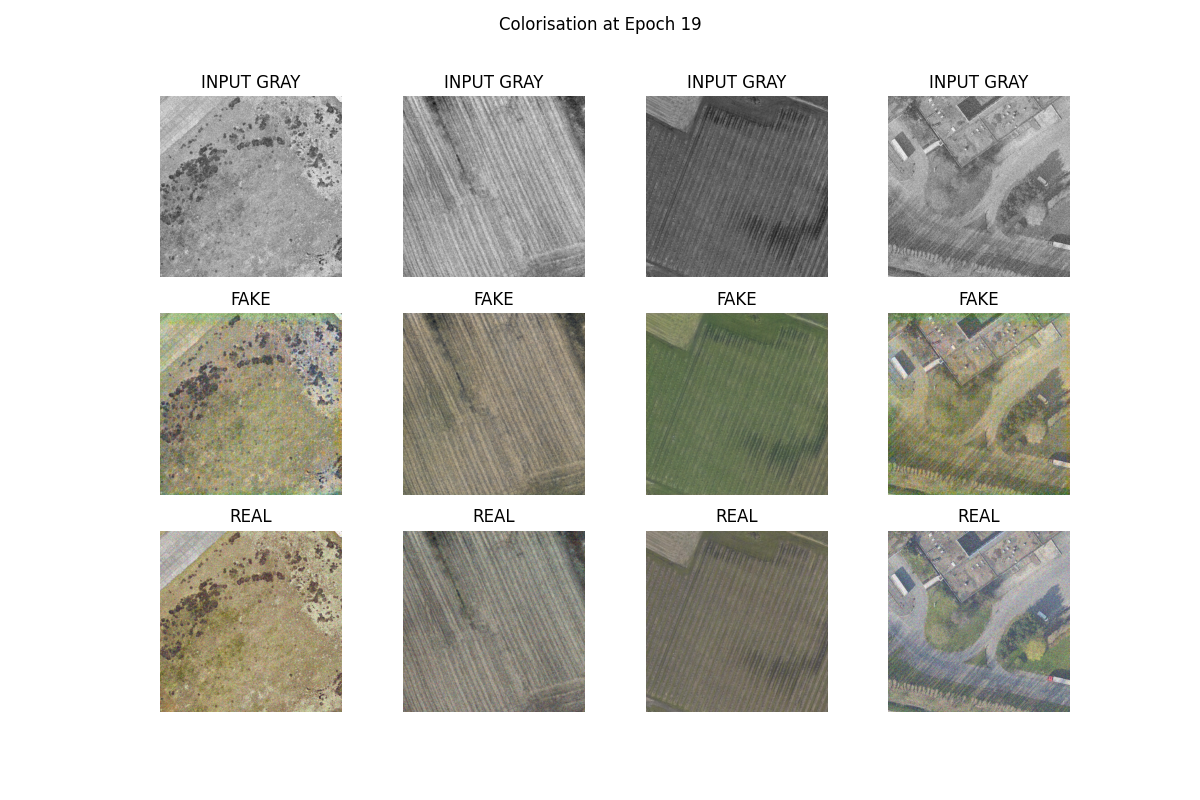 Colorisation at Epoch 19
INPUT GRAY INPUT GRAY INPUT GRAY INPUT GRAY
FAKE FAKE FAKE FAKE
REAL REAL REAL REAL